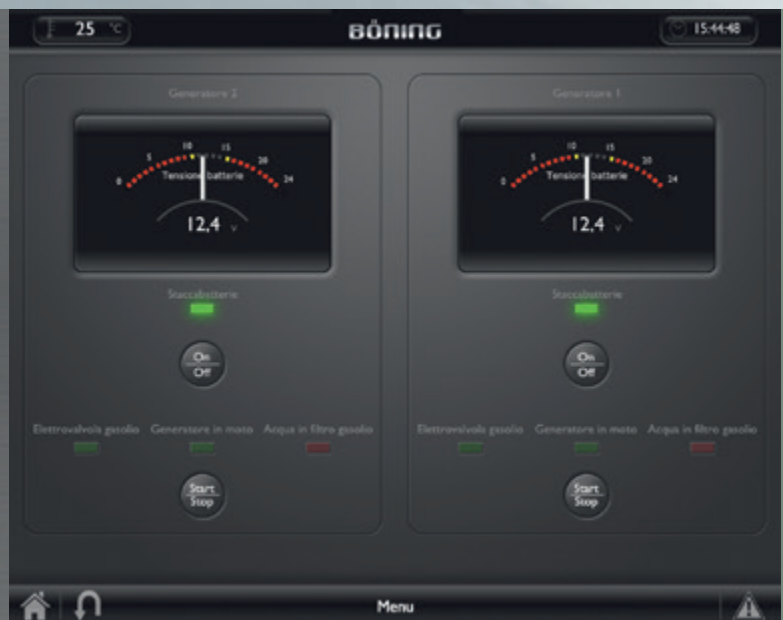 25 °C
BÖNING
15:44:48
Generatore 2
0 5 10 15 20 24
Tensione batterie
12,4 v
Staccabatterie
On
Off
Elettrovalvola gasolio Generatore in moto Acqua in filtro gasolio
Start
Stop
Generatore 1
0 5 10 15 20 24
Tensione batterie
12,4 v
Staccabatterie
On
Off
Elettrovalvola gasolio Generatore in moto Acqua in filtro gasolio
Start
Stop
Menu